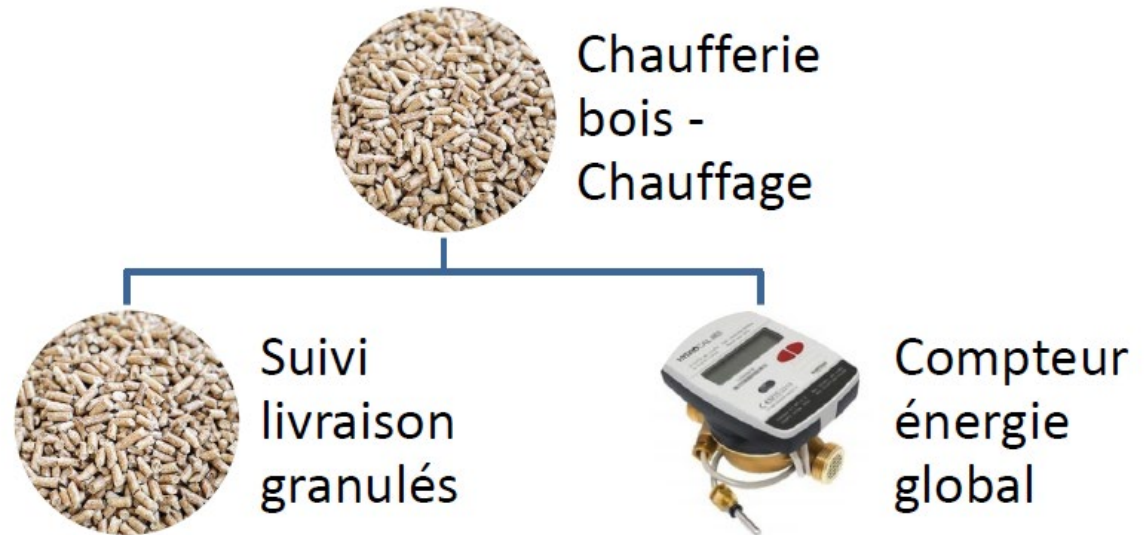 Chaufferie
bois -
Chauffage
Suivi
livraison
granulés
Compteur
énergie
global